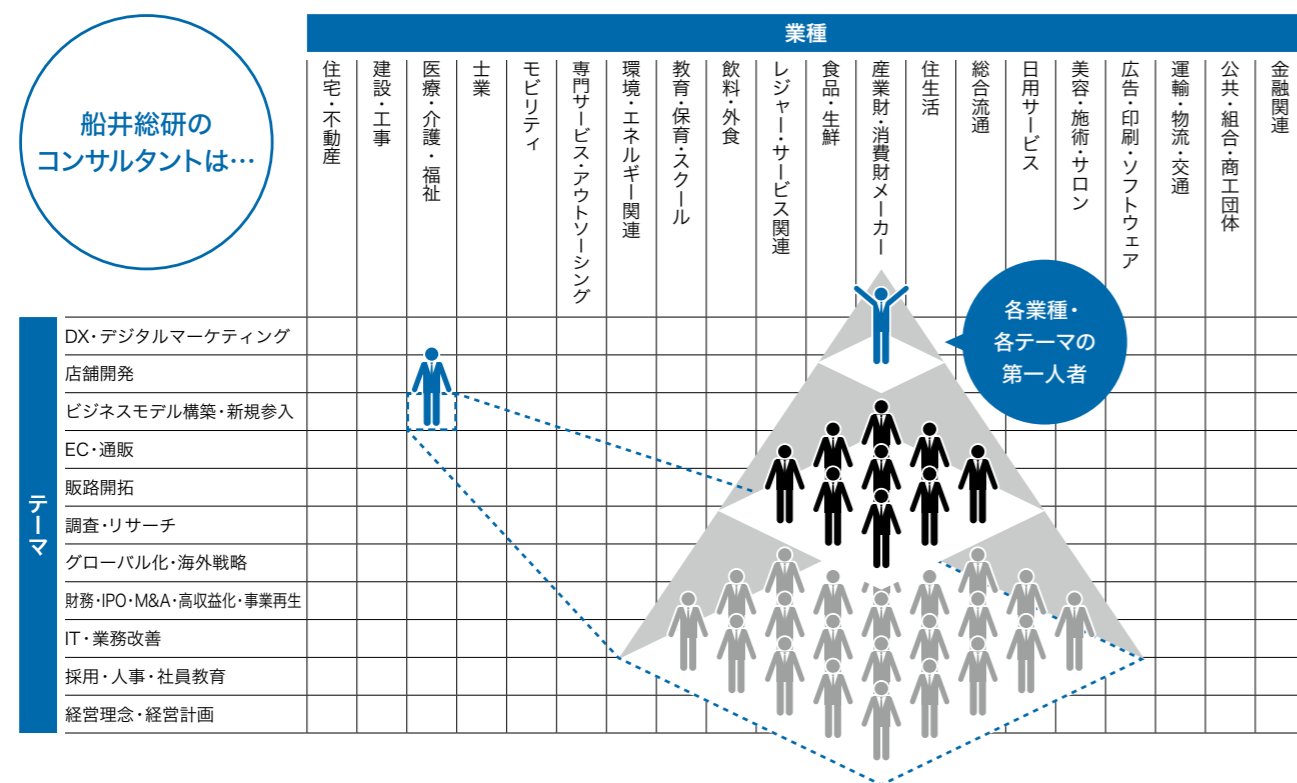 船井総研の
コンサルタントは…
業種
住宅・不動産
建設・工事
医療・介護・福祉
士業
モビリティ
専門サービス・アウトソーシング
環境・エネルギー関連
教育・保育・スクール
飲料・外食
レジャー・サービス関連
食品・生鮮
産業財・消費財メーカー
住生活
総合流通
日用サービス
美容・施術・サロン
広告・印刷・ソフトウェア
運輸・物流・交通
公共・組合・商工団体
金融関連
各業種・
各テーマの
第一人者
テーマ
DX・デジタルマーケティング
店舗開発
ビジネスモデル構築・新規参入
EC・通販
販路開拓
調査・リサーチ
グローバル化・海外戦略
財務・IPO・M&A・高収益化・事業再生
IT・業務改善
採用・人事・社員教育
経営理念・経営計画